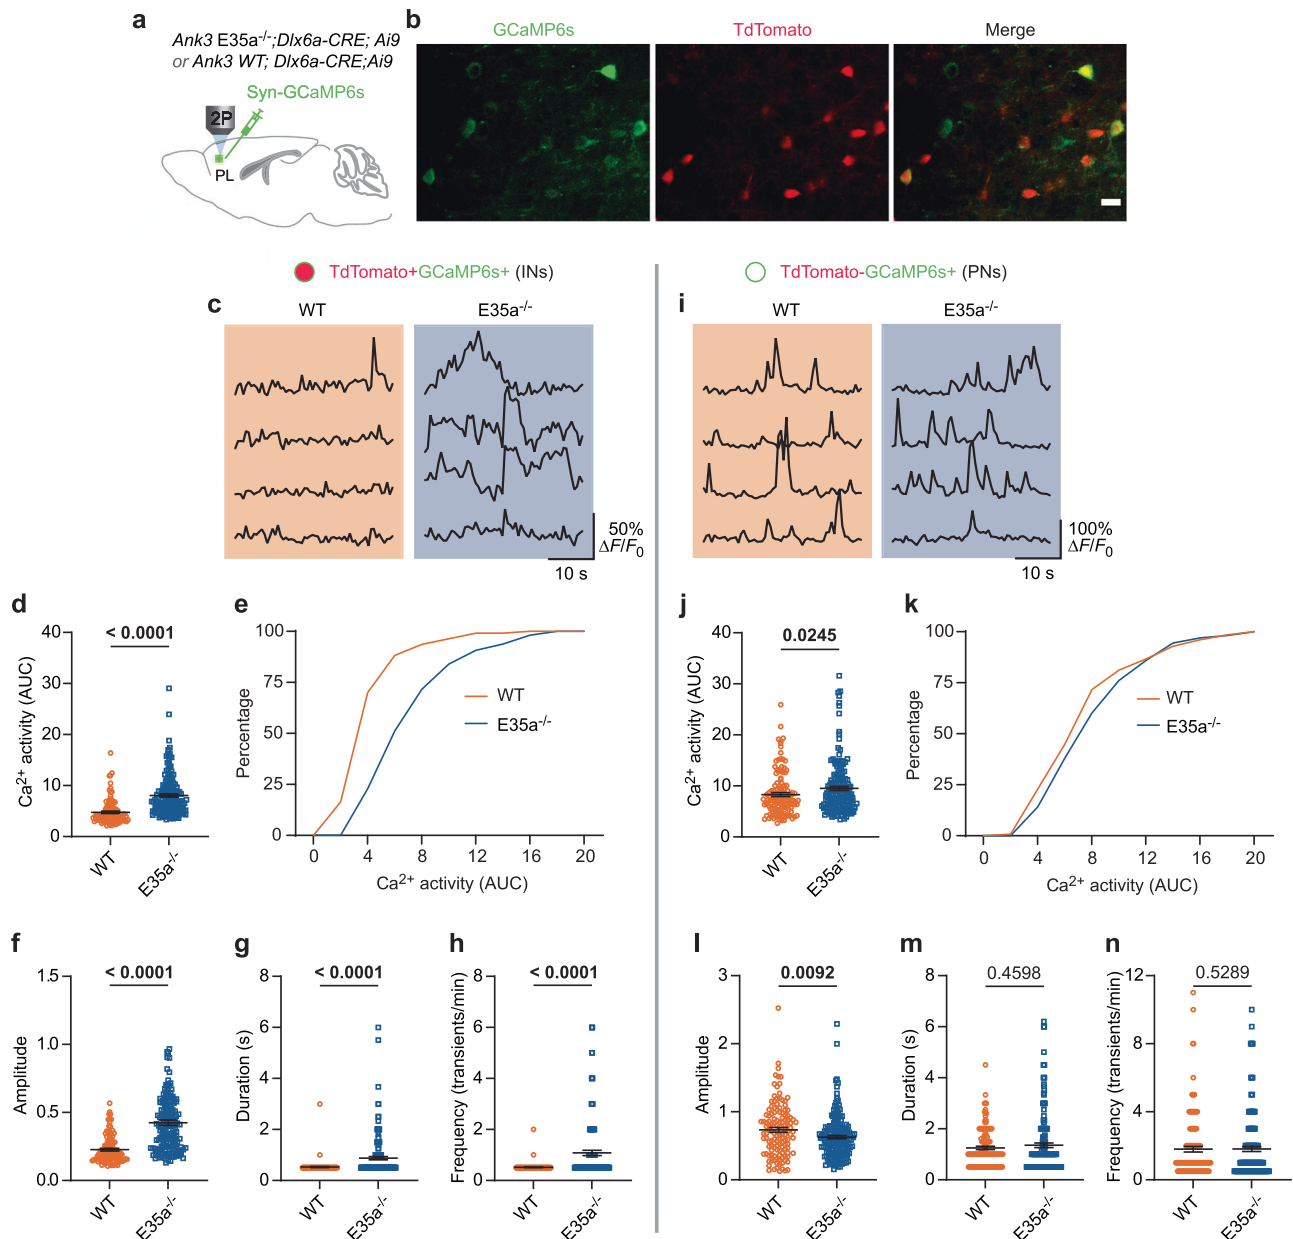 a
Ank3 E35a-/-;Dlx6a-CRE; Ai9
or Ank3 WT; Dlx6a-CRE;Ai9
Syn-GCaMP6s
2P
PL
b
GCaMP6s TdTomato Merge
TdTomato+GCaMP6s+ (INs)
TdTomato-GCaMP6s+ (PNs)
c
WT E35a-/-
50%
ΔF/F0
10 s
i
WT E35a-/-
100%
ΔF/F0
10 s
d
< 0.0001
Ca2+ activity (AUC)
40
30
20
10
0
WT E35a-/-
e
Percentage
100
75
50
25
0
WT
E35a-/-
0 4 8 12 16 20
Ca2+ activity (AUC)
j
0.0245
Ca2+ activity (AUC)
40
30
20
10
0
WT E35a-/-
k
Percentage
100
75
50
25
0
WT
E35a-/-
0 4 8 12 16 20
Ca2+ activity (AUC)
f
< 0.0001
Amplitude
1.5
1.0
0.5
0.0
WT E35a-/-
g
< 0.0001
Duration (s)
8
6
4
2
0
WT E35a-/-
h
< 0.0001
Frequency (transients/min)
8
6
4
2
0
WT E35a-/-
l
0.0092
Amplitude
3
2
1
0
WT E35a-/-
m
0.4598
Duration (s)
8
6
4
2
0
WT E35a-/-
n
0.5289
Frequency (transients/min)
12
9
6
3
0
WT E35a-/-